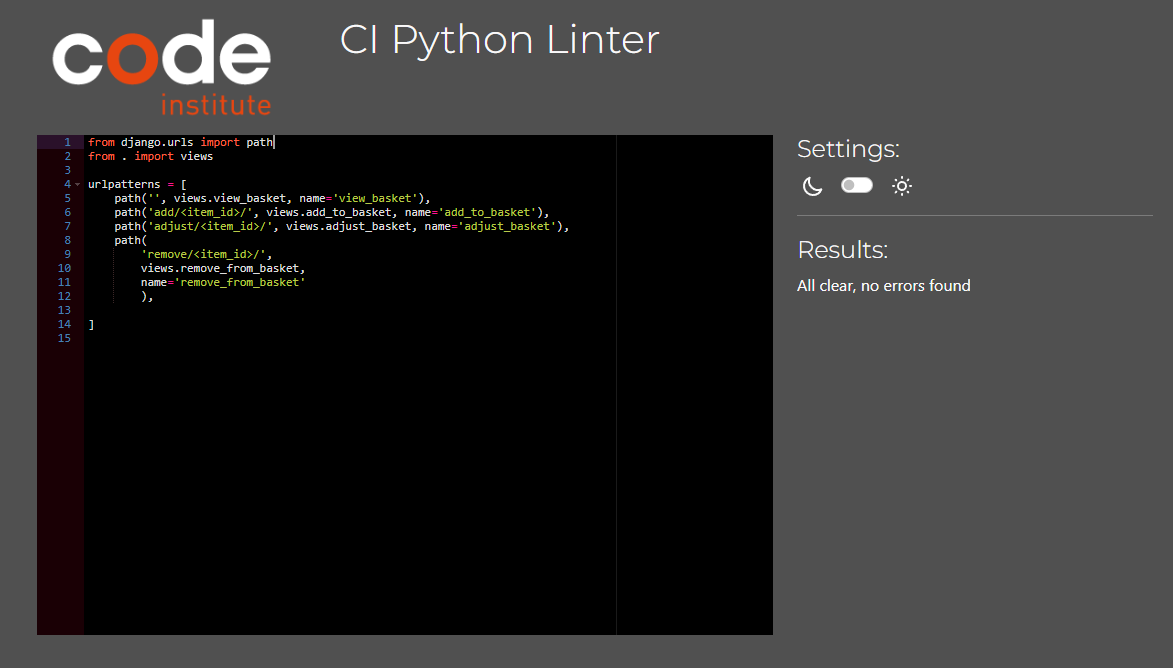 code
institute
CI Python Linter
1 from django.urls import path
2 from . import views
3
4 urlpatterns = [
5     path('', views.view_basket, name='view_basket'),
6     path('add/<item_id>/', views.add_to_basket, name='add_to_basket'),
7     path('adjust/<item_id>/', views.adjust_basket, name='adjust_basket'),
8     path(
9         'remove/<item_id>/',
10         views.remove_from_basket,
11         name='remove_from_basket'
12         ),
13
14 ]
15
Settings:
Results:
All clear, no errors found